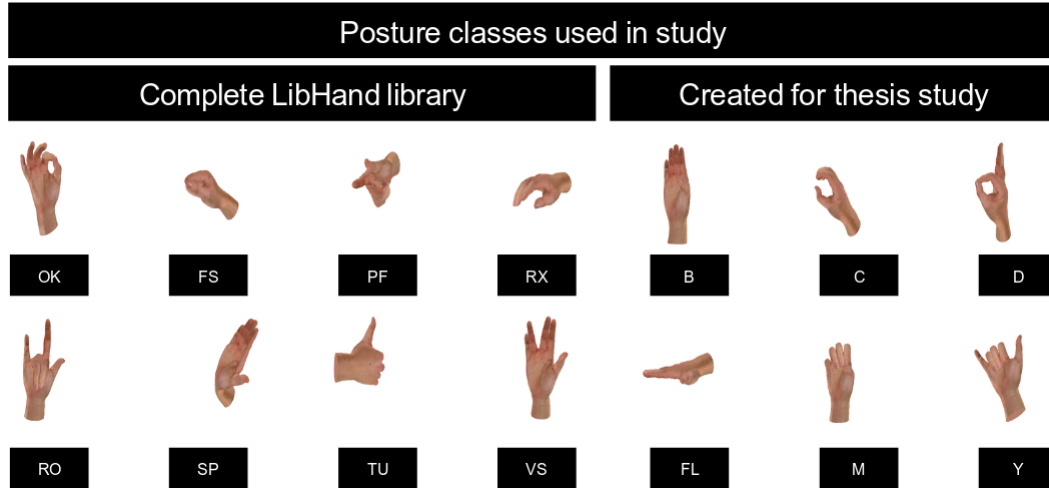 Posture classes used in study
Complete LibHand library
Created for thesis study
OK FS PF RX B C D
RO SP TU VS FL M Y